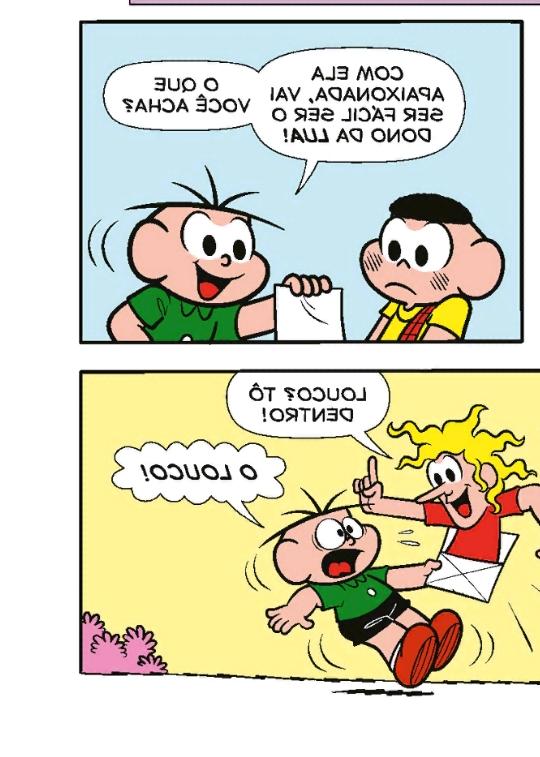 COM ELA
APAIXONADA, VAI
SER FÁCIL SER O
DONO DA LUA!
O QUE
VOCÊ ACHA?
LOUCO? TÔ
DENTRO!
O LOUCO!